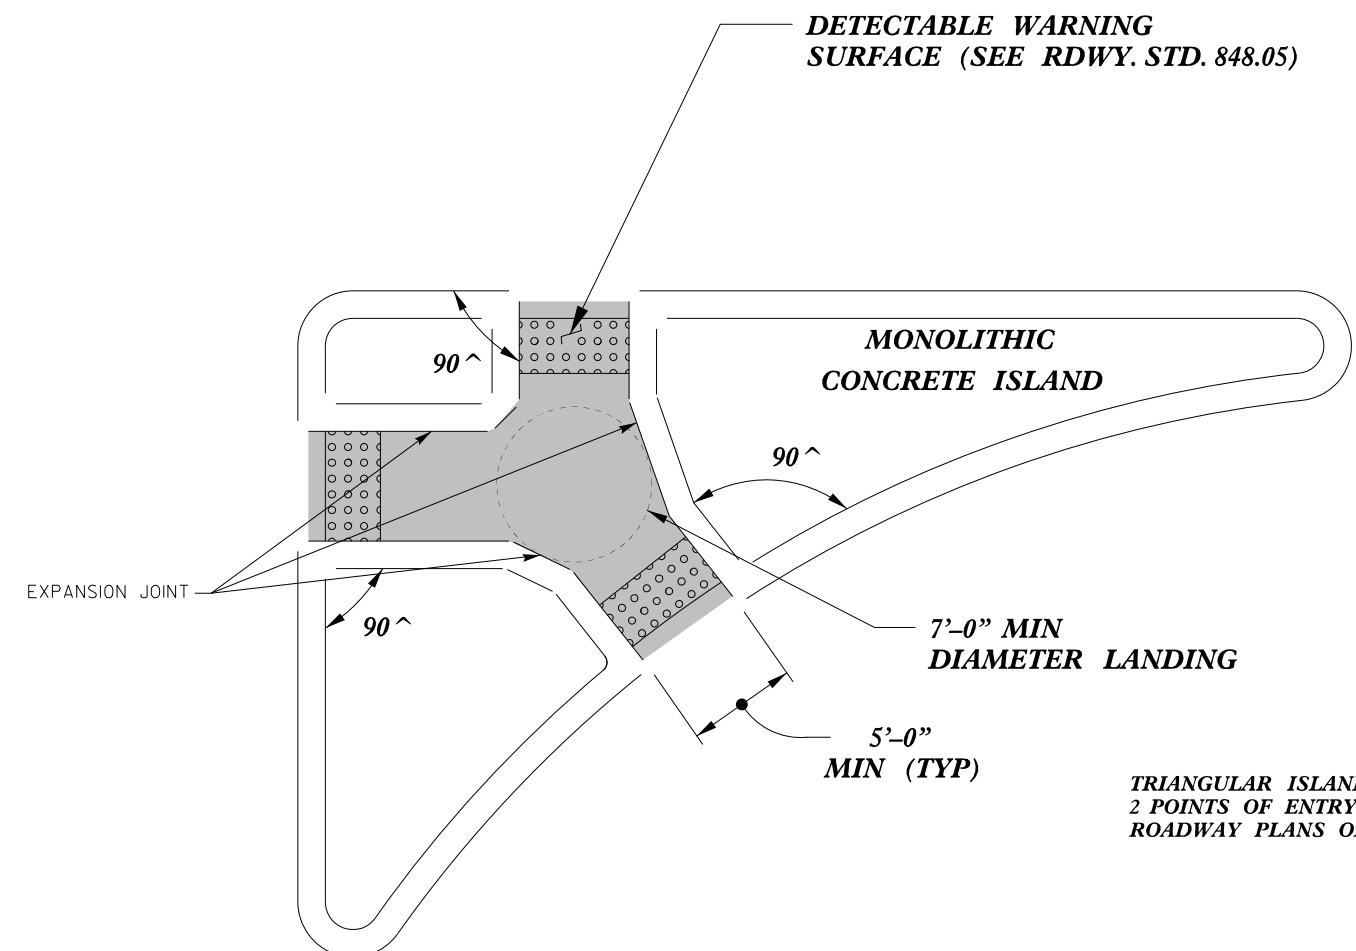 DETECTABLE WARNING
SURFACE (SEE RDWY. STD. 848.05)
MONOLITHIC
CONCRETE ISLAND
90^
90^
EXPANSION JOINT
90^
7'–0” MIN
DIAMETER LANDING
5'–0”
MIN (TYP)
TRIANGULAR
2 POINTS OF ENTRY
ROADWAY PLANS